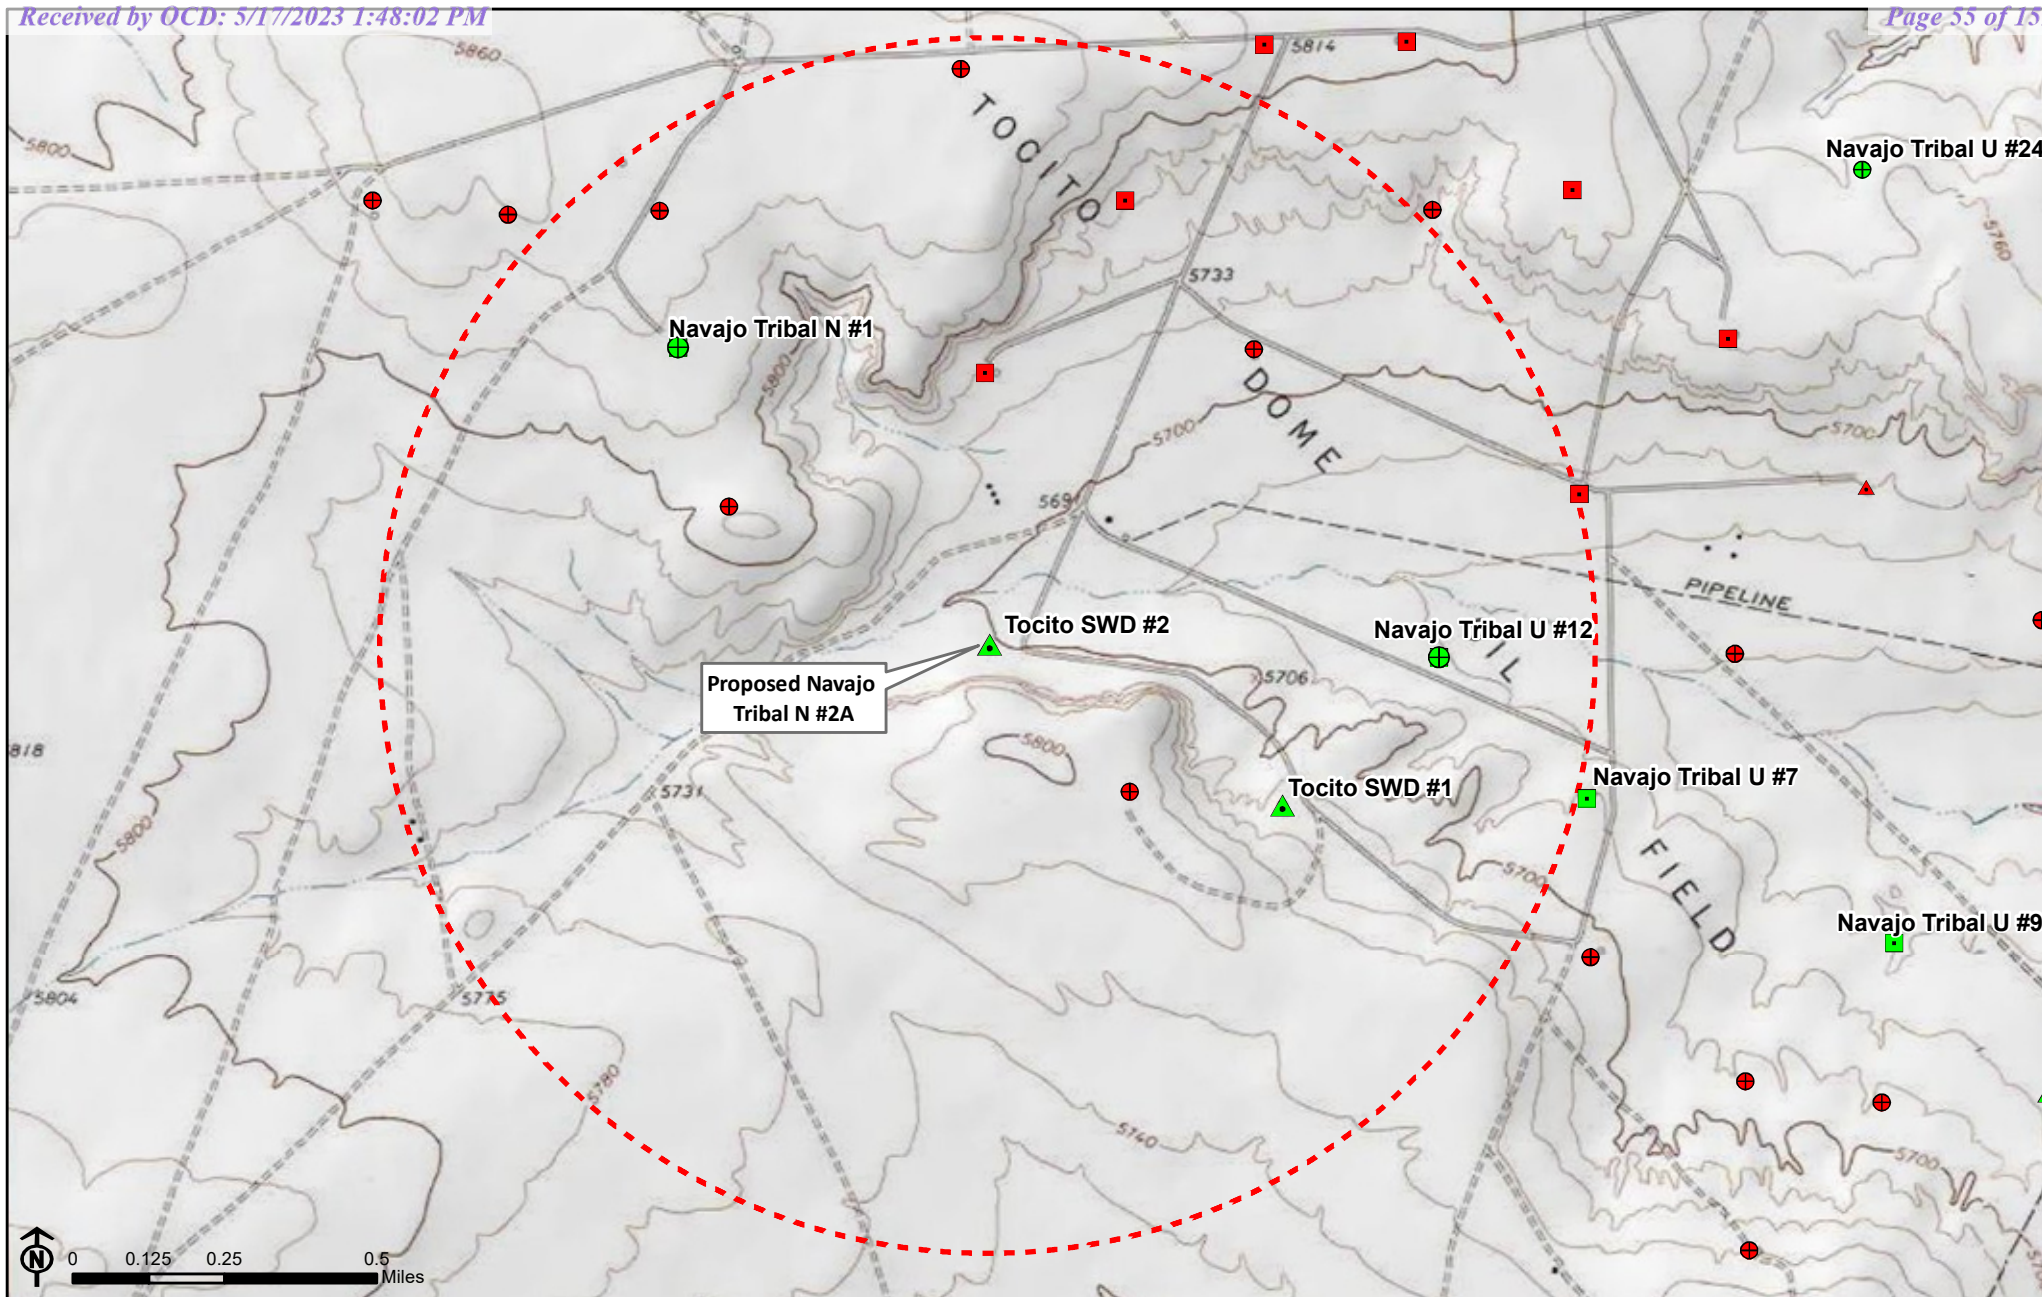 Received by OCD: 5/17/2023 1:48:02 PM
Page 55 of 15
5860
5814
TOCITO
5800
Navajo Tribal U #24
5760
5733
Navajo Tribal N #1
5800
DOME
5700
5700
569
PIPELINE
Tocito SWD #2
Navajo Tribal U #12
IL
5706
Proposed Navajo
Tribal N #2A
818
5800
5731
Tocito SWD #1
Navajo Tribal U #7
5800
5700
FIELD
Navajo Tribal U #9
5804
5775
5780
5740
5700
N
0 0.125 0.25 0.5
Miles